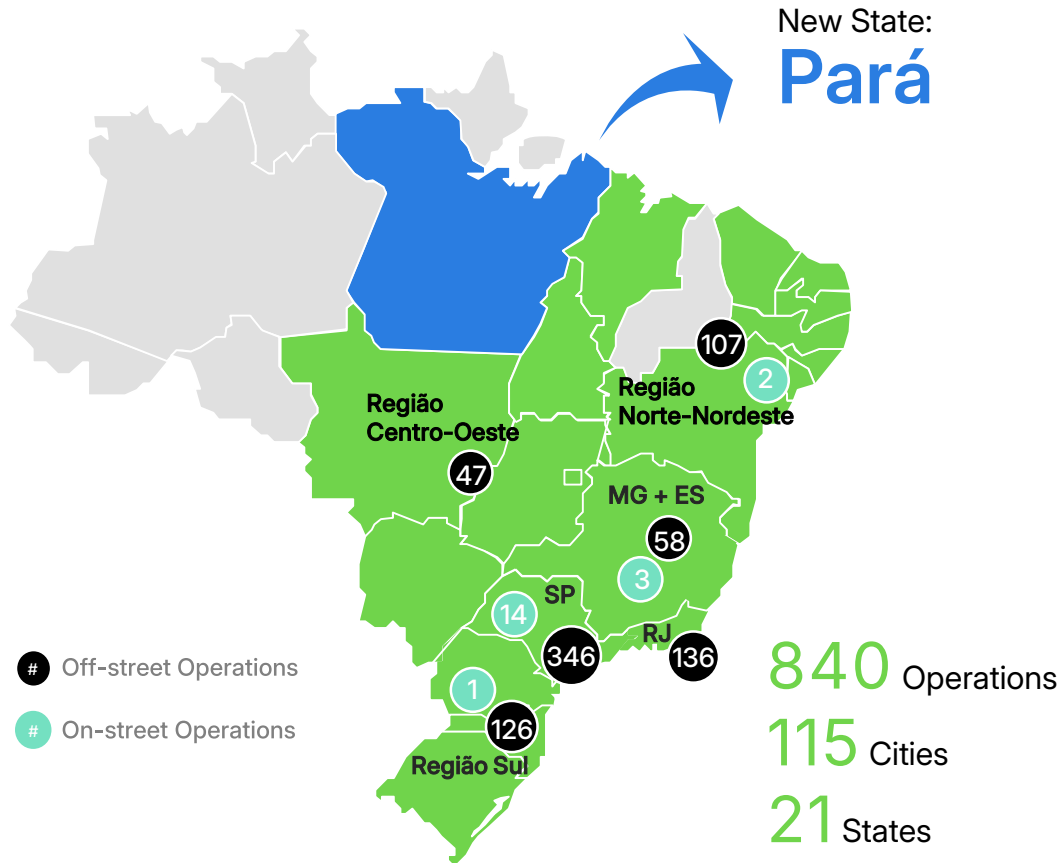 New State:
Pará
107
2
Região
Norte-Nordeste
Região
Centro-Oeste
47
MG + ES
58
3
SP
14
RJ
346
136
# Off-street Operations
1
# On-street Operations
126
Região Sul
840 Operations
115 Cities
21 States